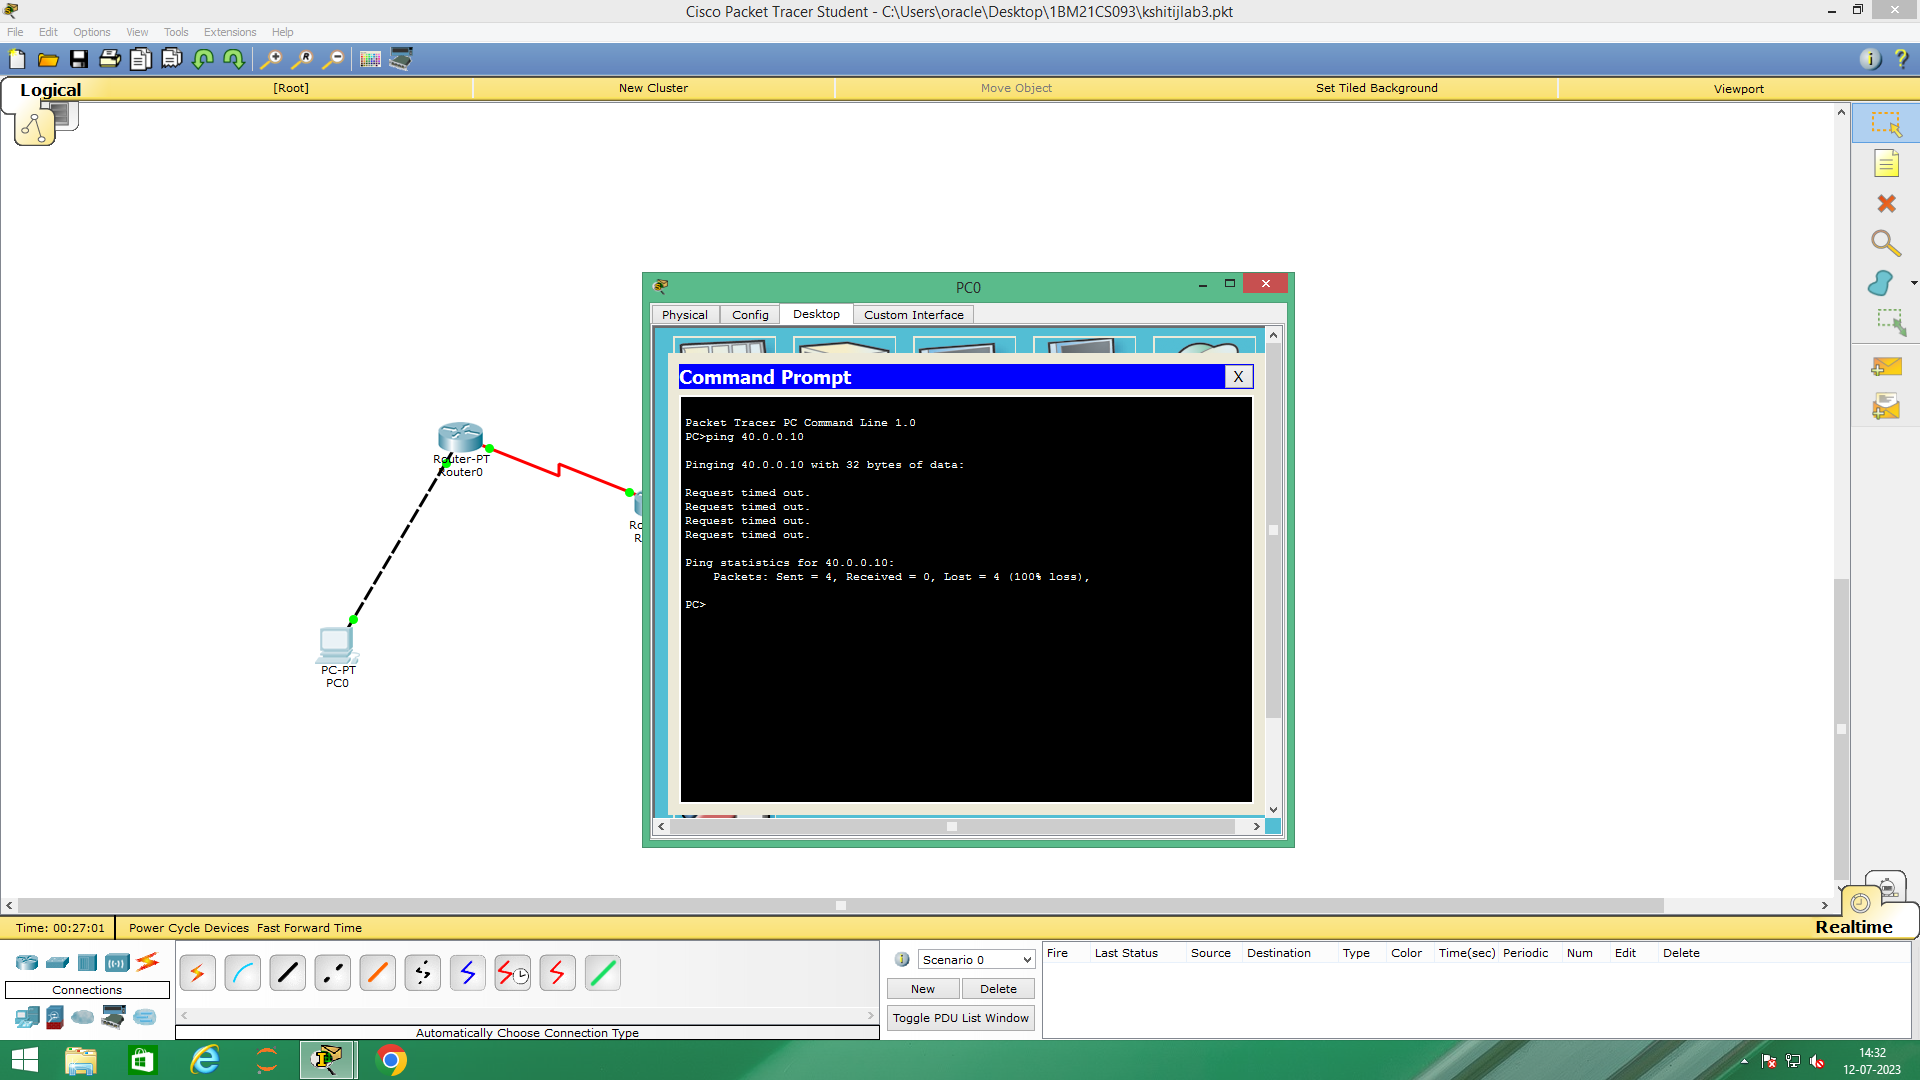 Cisco Packet Tracer Student - C:\Users\oracle\Desktop\1BM21CS093\kshitijlab3.pkt
File Edit Options View Tools Extensions Help
Logical [Root] New Cluster Move Object Set Tiled Background Viewport
PC0
Physical Config Desktop Custom Interface
Command Prompt X
Packet Tracer PC Command Line 1.0
PC>ping 40.0.0.10
Pinging 40.0.0.10 with 32 bytes of data:
Request timed out.
Request timed out.
Request timed out.
Request timed out.
Ping statistics for 40.0.0.10:
Packets: Sent = 4, Received = 0, Lost = 4 (100% loss),
PC>
Router-PT
Router0
Ro
R
PC-PT
PC0
Time: 00:27:01 Power Cycle Devices Fast Forward Time Realtime
Connections
Automatically Choose Connection Type
Scenario 0
New Delete
Toggle PDU List Window
Fire Last Status Source Destination Type Color Time(sec) Periodic Num Edit Delete
14:32
12-07-2023